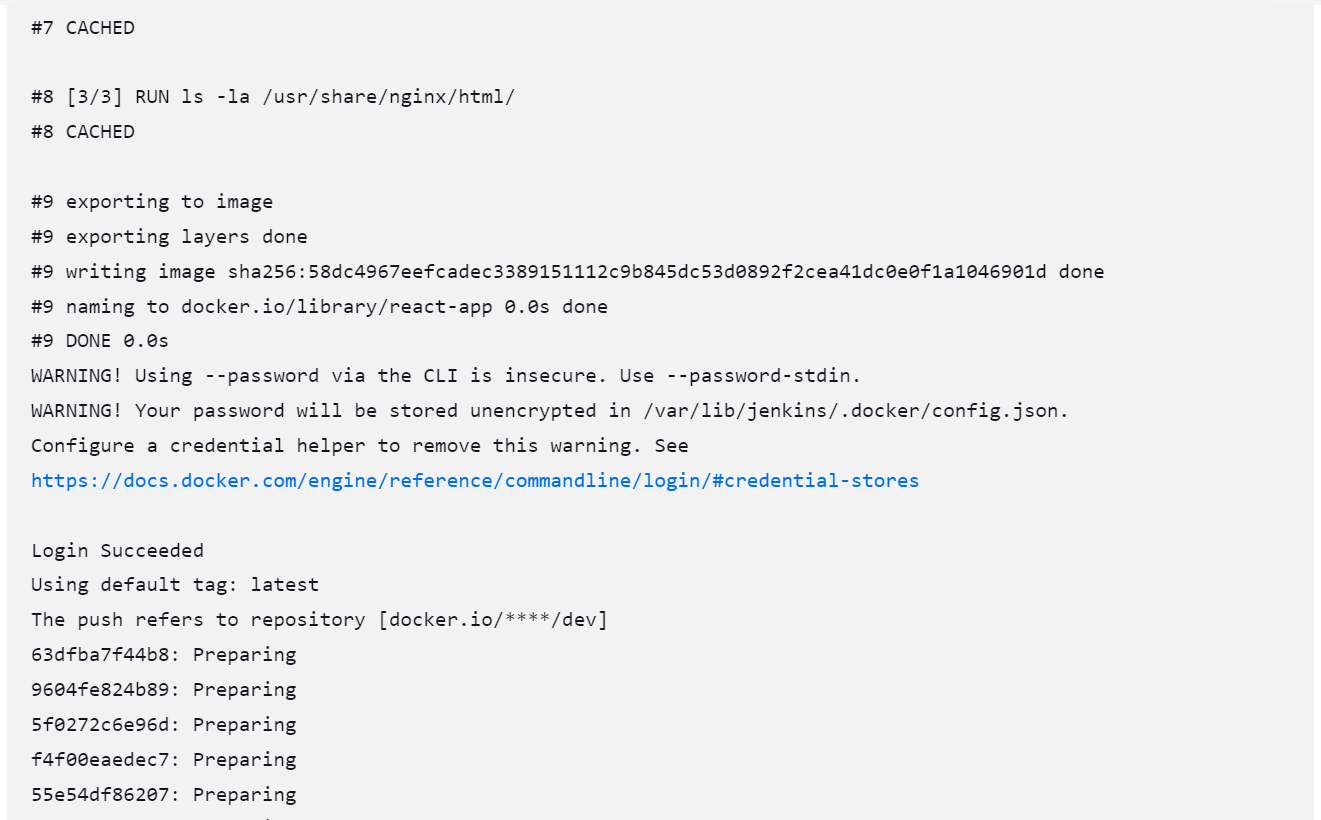 #7 CACHED
#8 [3/3] RUN ls -la /usr/share/nginx/html/
#8 CACHED
#9 exporting to image
#9 exporting layers done
#9 writing image sha256:58dc4967eefcadec3389151112c9b845dc53d0892f2cea41dc0e0f1a1046901d done
#9 naming to docker.io/library/react-app 0.0s done
#9 DONE 0.0s
WARNING! Using --password via the CLI is insecure. Use --password-stdin.
WARNING! Your password will be stored unencrypted in /var/lib/jenkins/.docker/config.json.
Configure a credential helper to remove this warning. See
https://docs.docker.com/engine/reference/commandline/login/#credential-stores
Login Succeeded
Using default tag: latest
The push refers to repository [docker.io/****/dev]
63dfba7f44b8: Preparing
9604fe824b89: Preparing
5f0272c6e96d: Preparing
f4f00eaedec7: Preparing
55e54df86207: Preparing